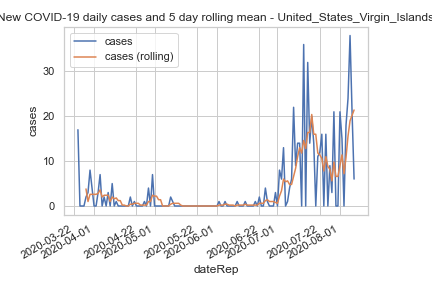 New COVID-19 daily cases and 5 day rolling mean - United_States_Virgin_Islands
cases
cases (rolling)
30
20
10
0
cases
2020-03-22
2020-04-01
2020-04-22
2020-05-01
2020-05-22
2020-06-01
2020-06-22
2020-07-01
2020-07-22
2020-08-01
dateRep